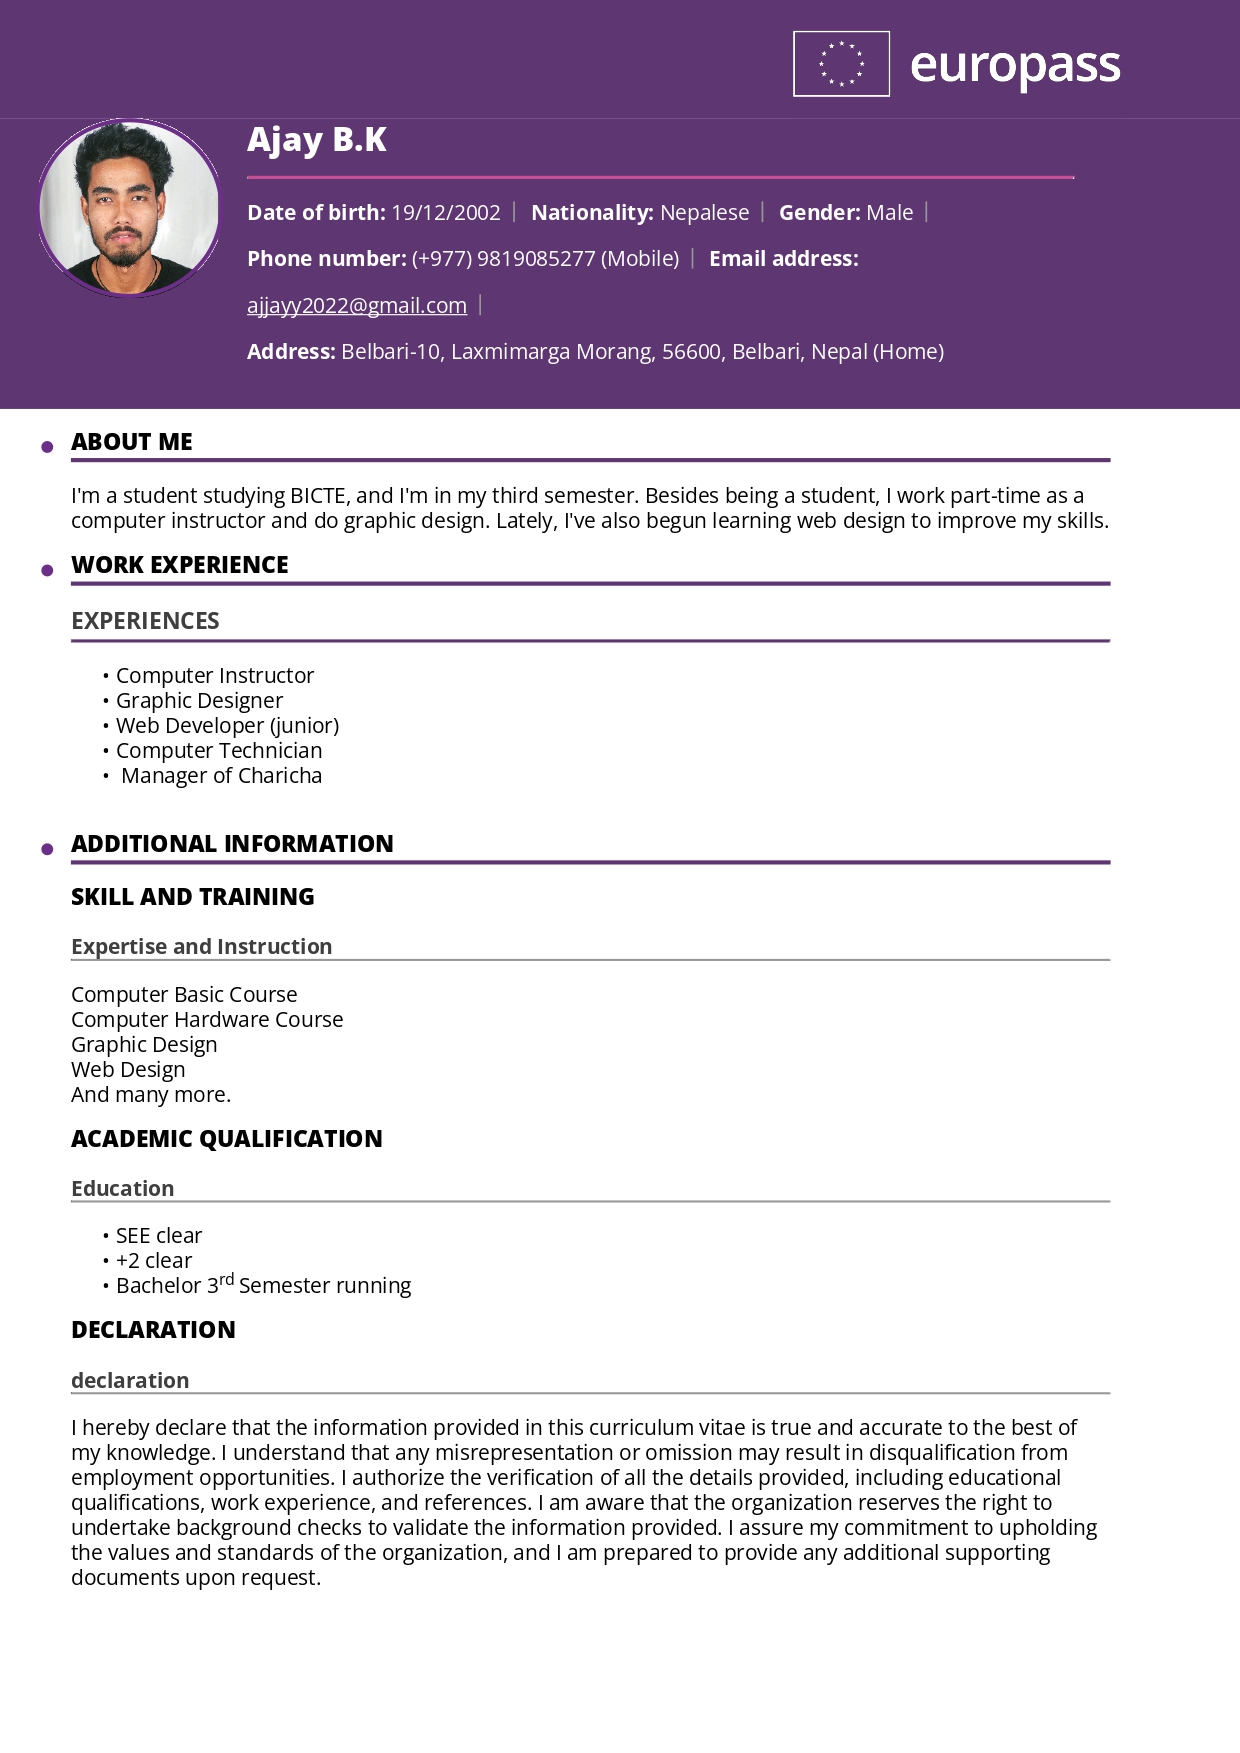 europass
Ajay B.K
Date of birth: 19/12/2002 | Nationality: Nepalese | Gender: Male |
Phone number: (+977) 9819085277 (Mobile) | Email address:
ajjayy2022@gmail.com |
Address: Belbari-10, Laxmimarga Morang, 56600, Belbari, Nepal (Home)
ABOUT ME
I'm a student studying BICTE, and I'm in my third semester. Besides being a student, I work part-time as a
computer instructor and do graphic design. Lately, I've also begun learning web design to improve my skills.
WORK EXPERIENCE
EXPERIENCES
• Computer Instructor
• Graphic Designer
• Web Developer (junior)
• Computer Technician
• Manager of Charicha
ADDITIONAL INFORMATION
SKILL AND TRAINING
Expertise and Instruction
Computer Basic Course
Computer Hardware Course
Graphic Design
Web Design
And many more.
ACADEMIC QUALIFICATION
Education
• SEE clear
• +2 clear
• Bachelor 3rd Semester running
DECLARATION
declaration
I hereby declare that the information provided in this curriculum vitae is true and accurate to the best of
my knowledge. I understand that any misrepresentation or omission may result in disqualification from
employment opportunities. I authorize the verification of all the details provided, including educational
qualifications, work experience, and references. I am aware that the organization reserves the right to
undertake background checks to validate the information provided. I assure my commitment to upholding
the values and standards of the organization, and I am prepared to provide any additional supporting
documents upon request.